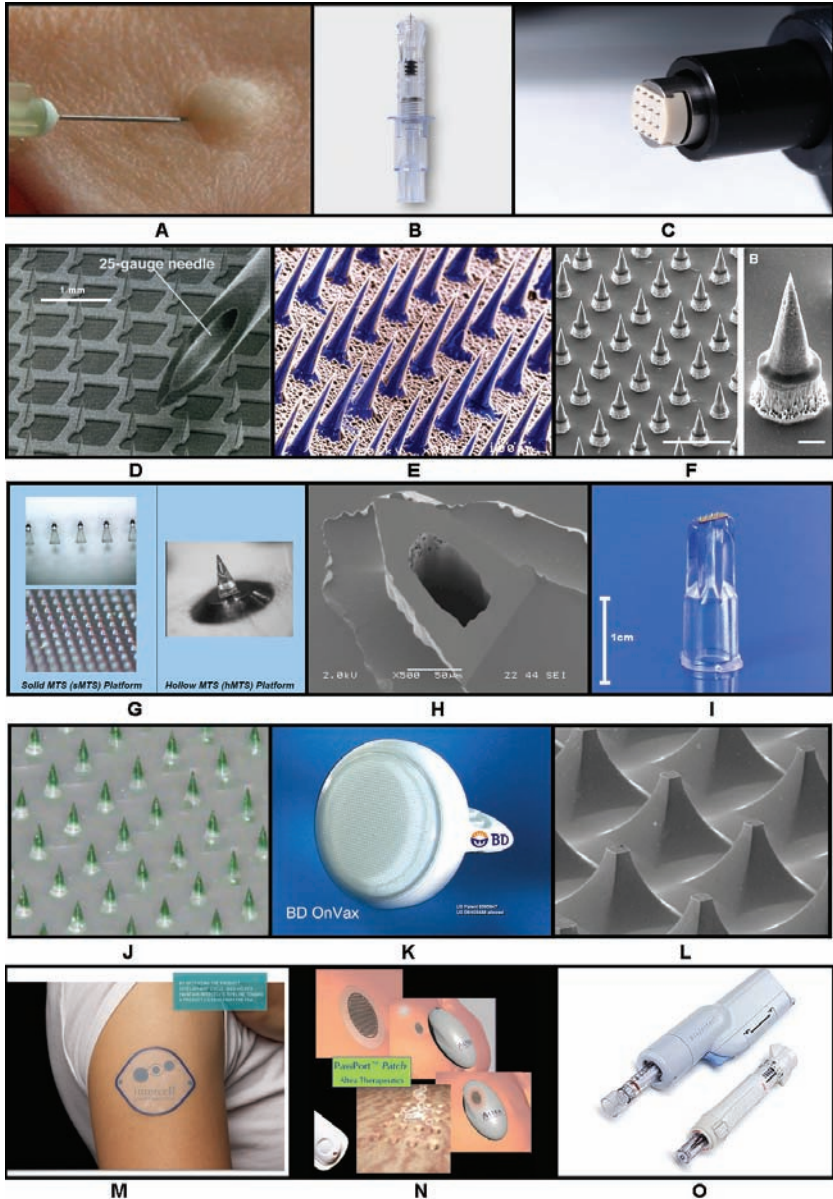 A
B
C
25-gauge needle
1 mm
D
E
A
B
F
Solid MTS (sMTS) Platform
Hollow MTS (hMTS) Platform
G
2.0kV X500 50µm 22 44 SEI
H
1cm
I
J
BD
BD OnVax
K
L
M
PassPort™ Patch
Altea Therapeutics
N
O